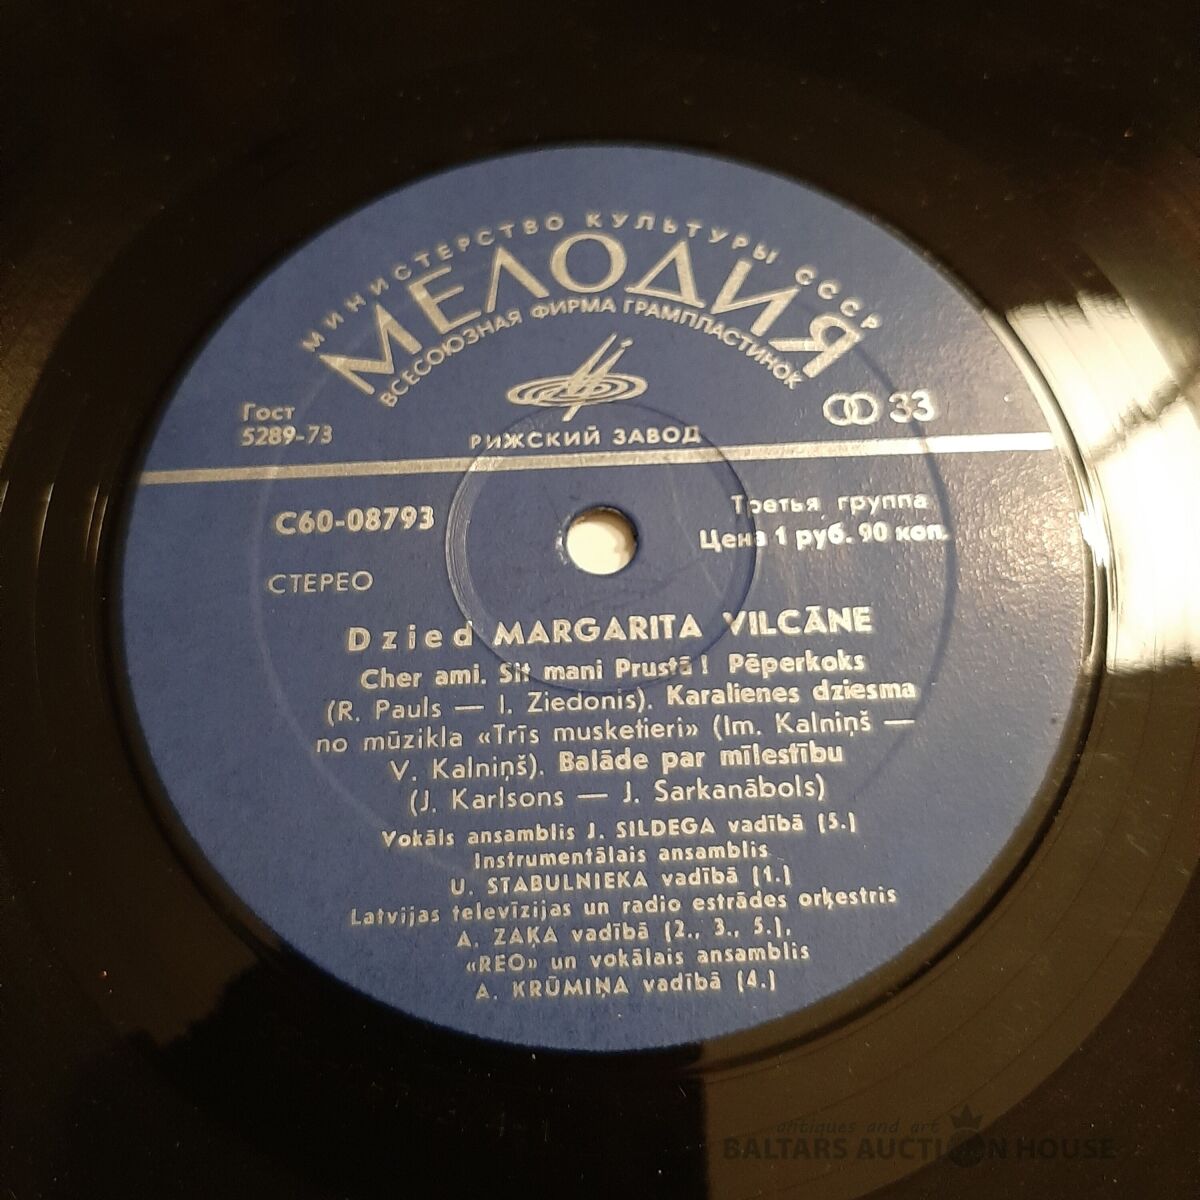 МИНИСТЕРСТВО КУЛЬТУРЫ СССР
МЕЛОДИЯ
ВСЕСОЮЗНАЯ ФИРМА ГРАМПЛАСТИНОК
Гост
5289-73
33
РИЖСКИЙ ЗАВОД
С60-08793
Третья группа
Цена 1 руб. 90 коп.
СТЕРЕО
Dzied MARGARITA VILCĀNE
Cher ami. Sit mani Prustā! Pēperkoks
(R. Pauls — I. Ziedonis). Karalienes dziesma
no mūzikla «Trīs musketieri» (Im. Kalniņš —
V. Kalniņš). Balāde par mīlestību
(J. Karlsons — J. Sarkanābols)
Vokāls ansamblis J. SILDEGA vadībā (5.)
Instrumentālais ansamblis
U. STABULNIEKA vadībā (1.)
Latvijas televīzijas un radio estrādes orķestris
A. ZAĶA vadībā (2., 3., 5.),
«REO» un vokālais ansamblis
A. KRŪMIŅA vadībā (4.)
antiques and art
BALTARS AUCTION HOUSE